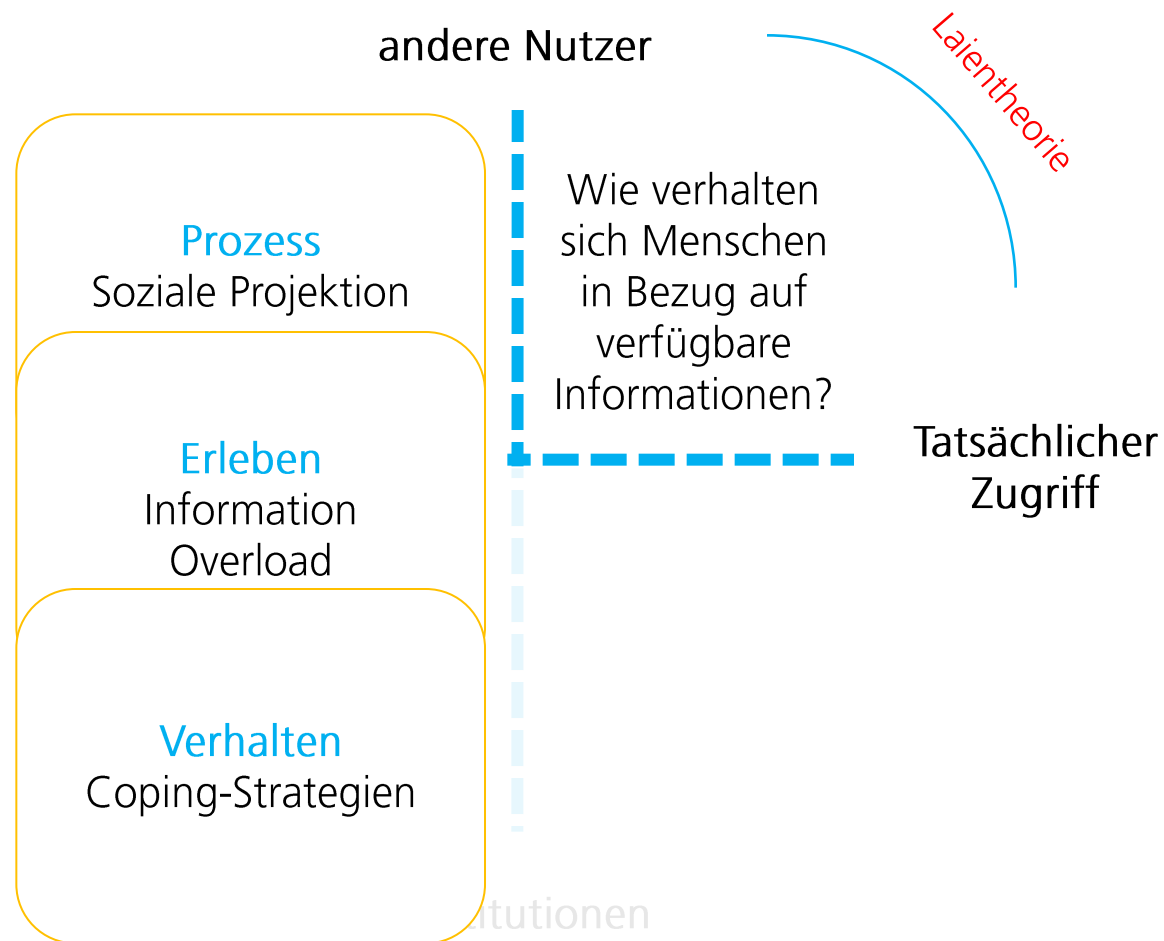 andere Nutzer
Laientheorie
Prozess
Soziale Projektion
Wie verhalten
sich Menschen
in Bezug auf
verfügbare
Informationen?
Erleben
Information
Overload
Tatsächlicher
Zugriff
Verhalten
Coping-Strategien
titutionen